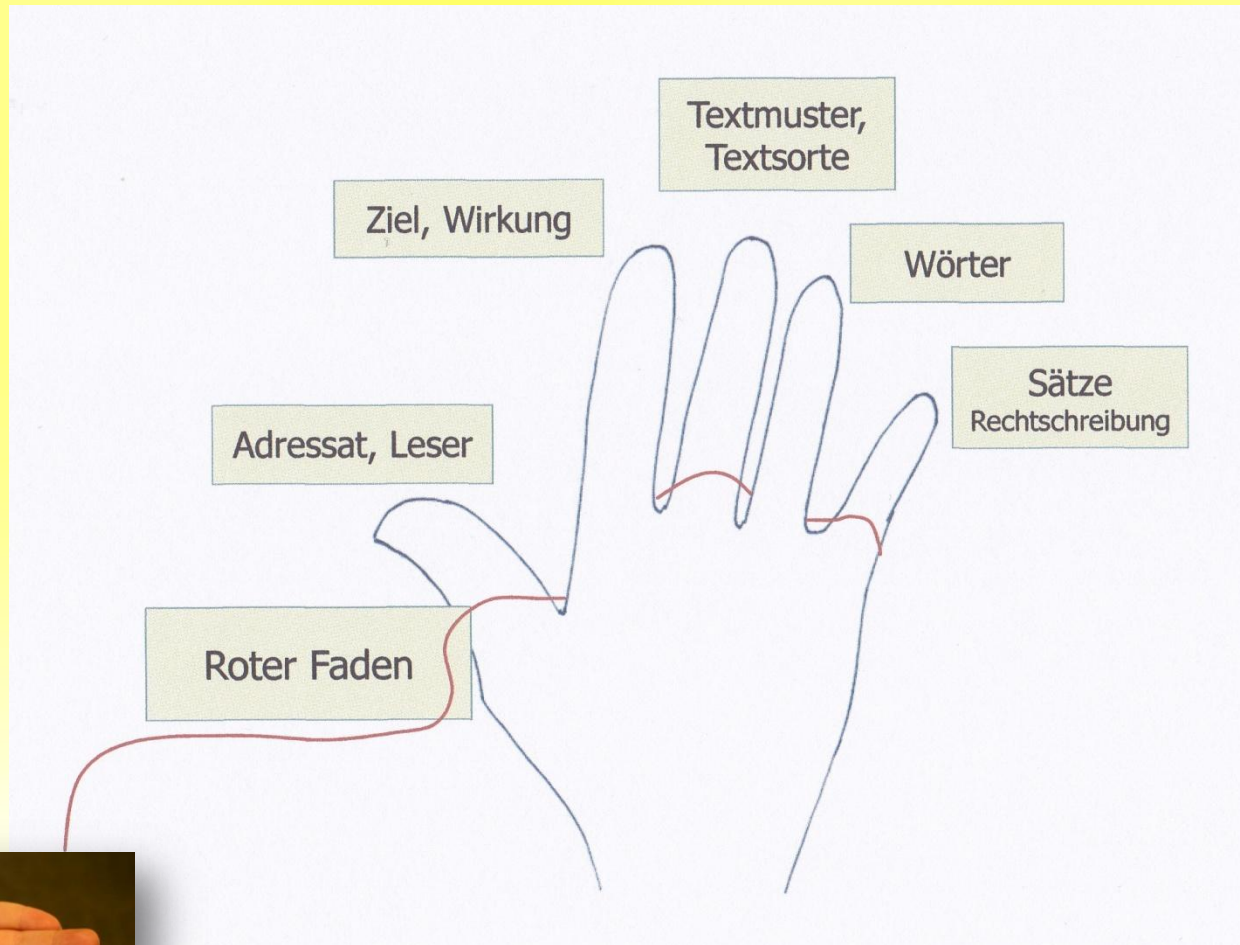 Textmuster,
Textsorte
Ziel, Wirkung
Wörter
Sätze
Rechtschreibung
Adressat, Leser
Roter Faden